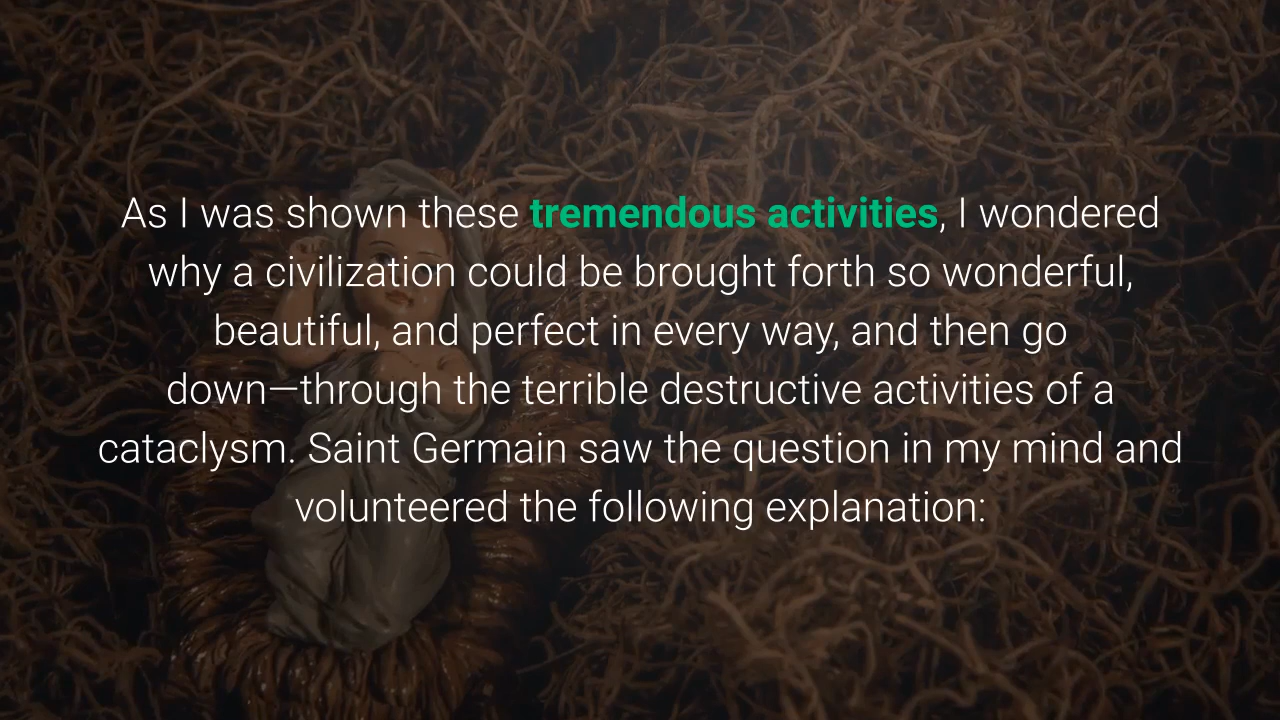 As I was shown these tremendous activities, I wondered
why a civilization could be brought forth so wonderful,
beautiful, and perfect in every way, and then go
down—through the terrible destructive activities of a
cataclysm. Saint Germain saw the question in my mind and
volunteered the following explanation: